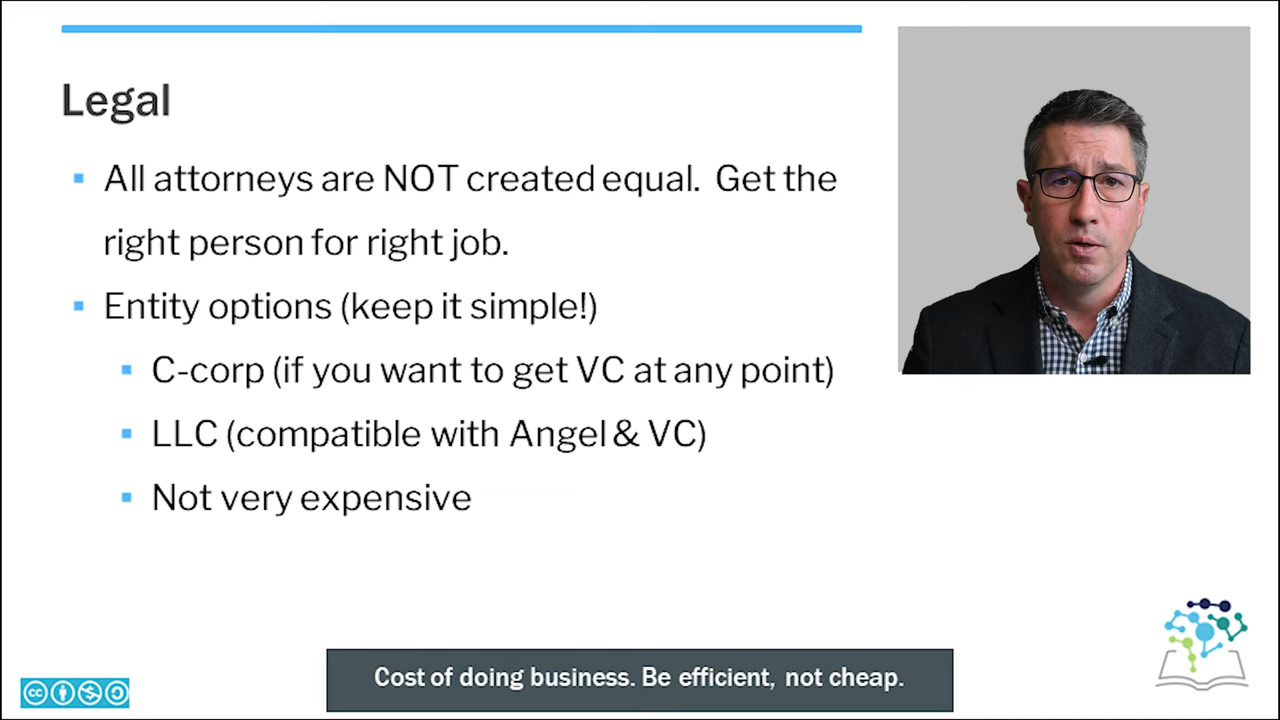 Legal
All attorneys are NOT created equal.  Get the
right person for right job.
Entity options (keep it simple!)
C-corp (if you want to get VC at any point)
LLC (compatible with Angel & VC)
Not very expensive
Cost of doing business. Be efficient, not cheap.
cc